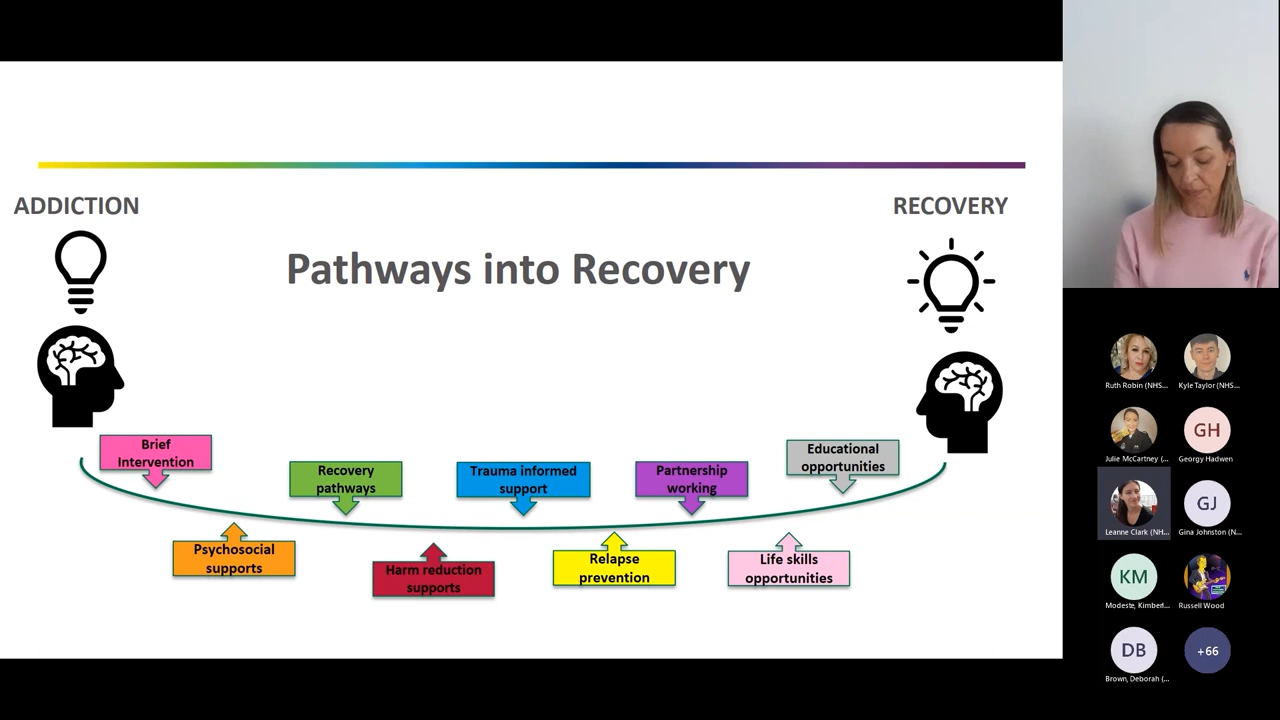 ADDICTION
RECOVERY
Pathways into Recovery
Brief
Intervention
Recovery
pathways
Trauma informed
support
Partnership
working
Educational
opportunities
Psychosocial
supports
Harm reduction
supports
Relapse
prevention
Life skills
opportunities
Ruth Robin (NHS...
Kyle Taylor (NHS...
Julie McCartney (...
GH
Georgy Hadwen
Leanne Clark (NH...
GJ
Gina Johnston (N...
KM
Modeste, Kimberl...
Russell Wood
DB
Brown, Deborah (...
+66